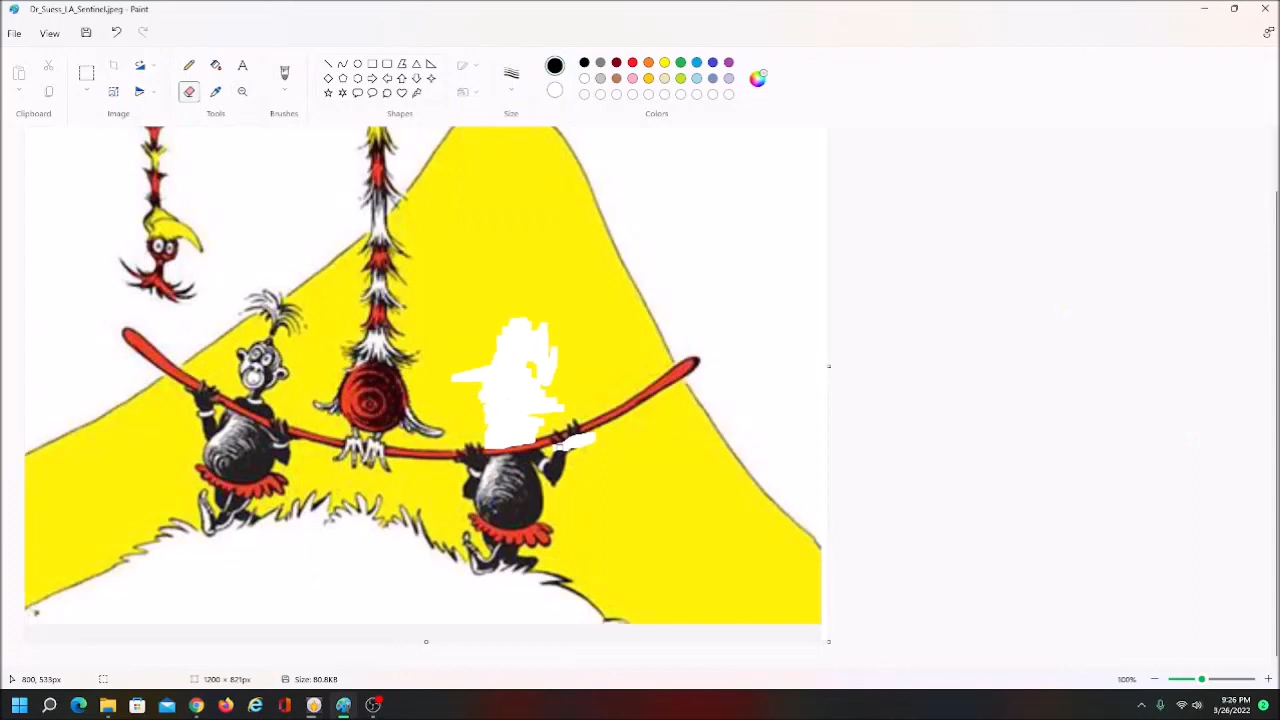 Dr_Suess_LA_Sentinel.jpeg - Paint
File View
Clipboard Image Tools Brushes Shapes Size Colors
800, 533px 1200 × 821px Size: 80.8KB 100%
9:26 PM
3/26/2022
2